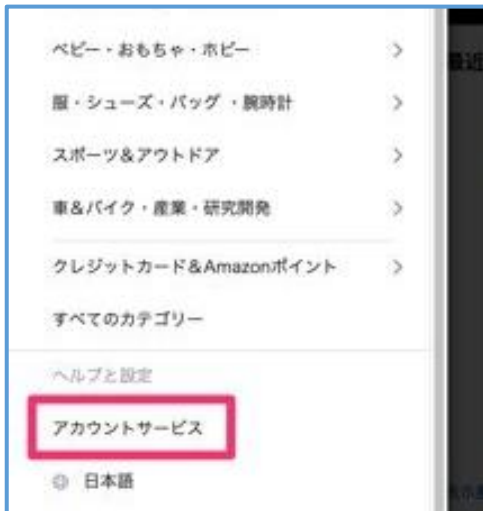 ベビー・おもちゃ・ホビー
服・シューズ・バッグ ・腕時計
スポーツ&アウトドア
車&バイク・産業・研究開発
クレジットカード&Amazonポイント
すべてのカテゴリー
ヘルプと設定
アカウントサービス
日本語
最近